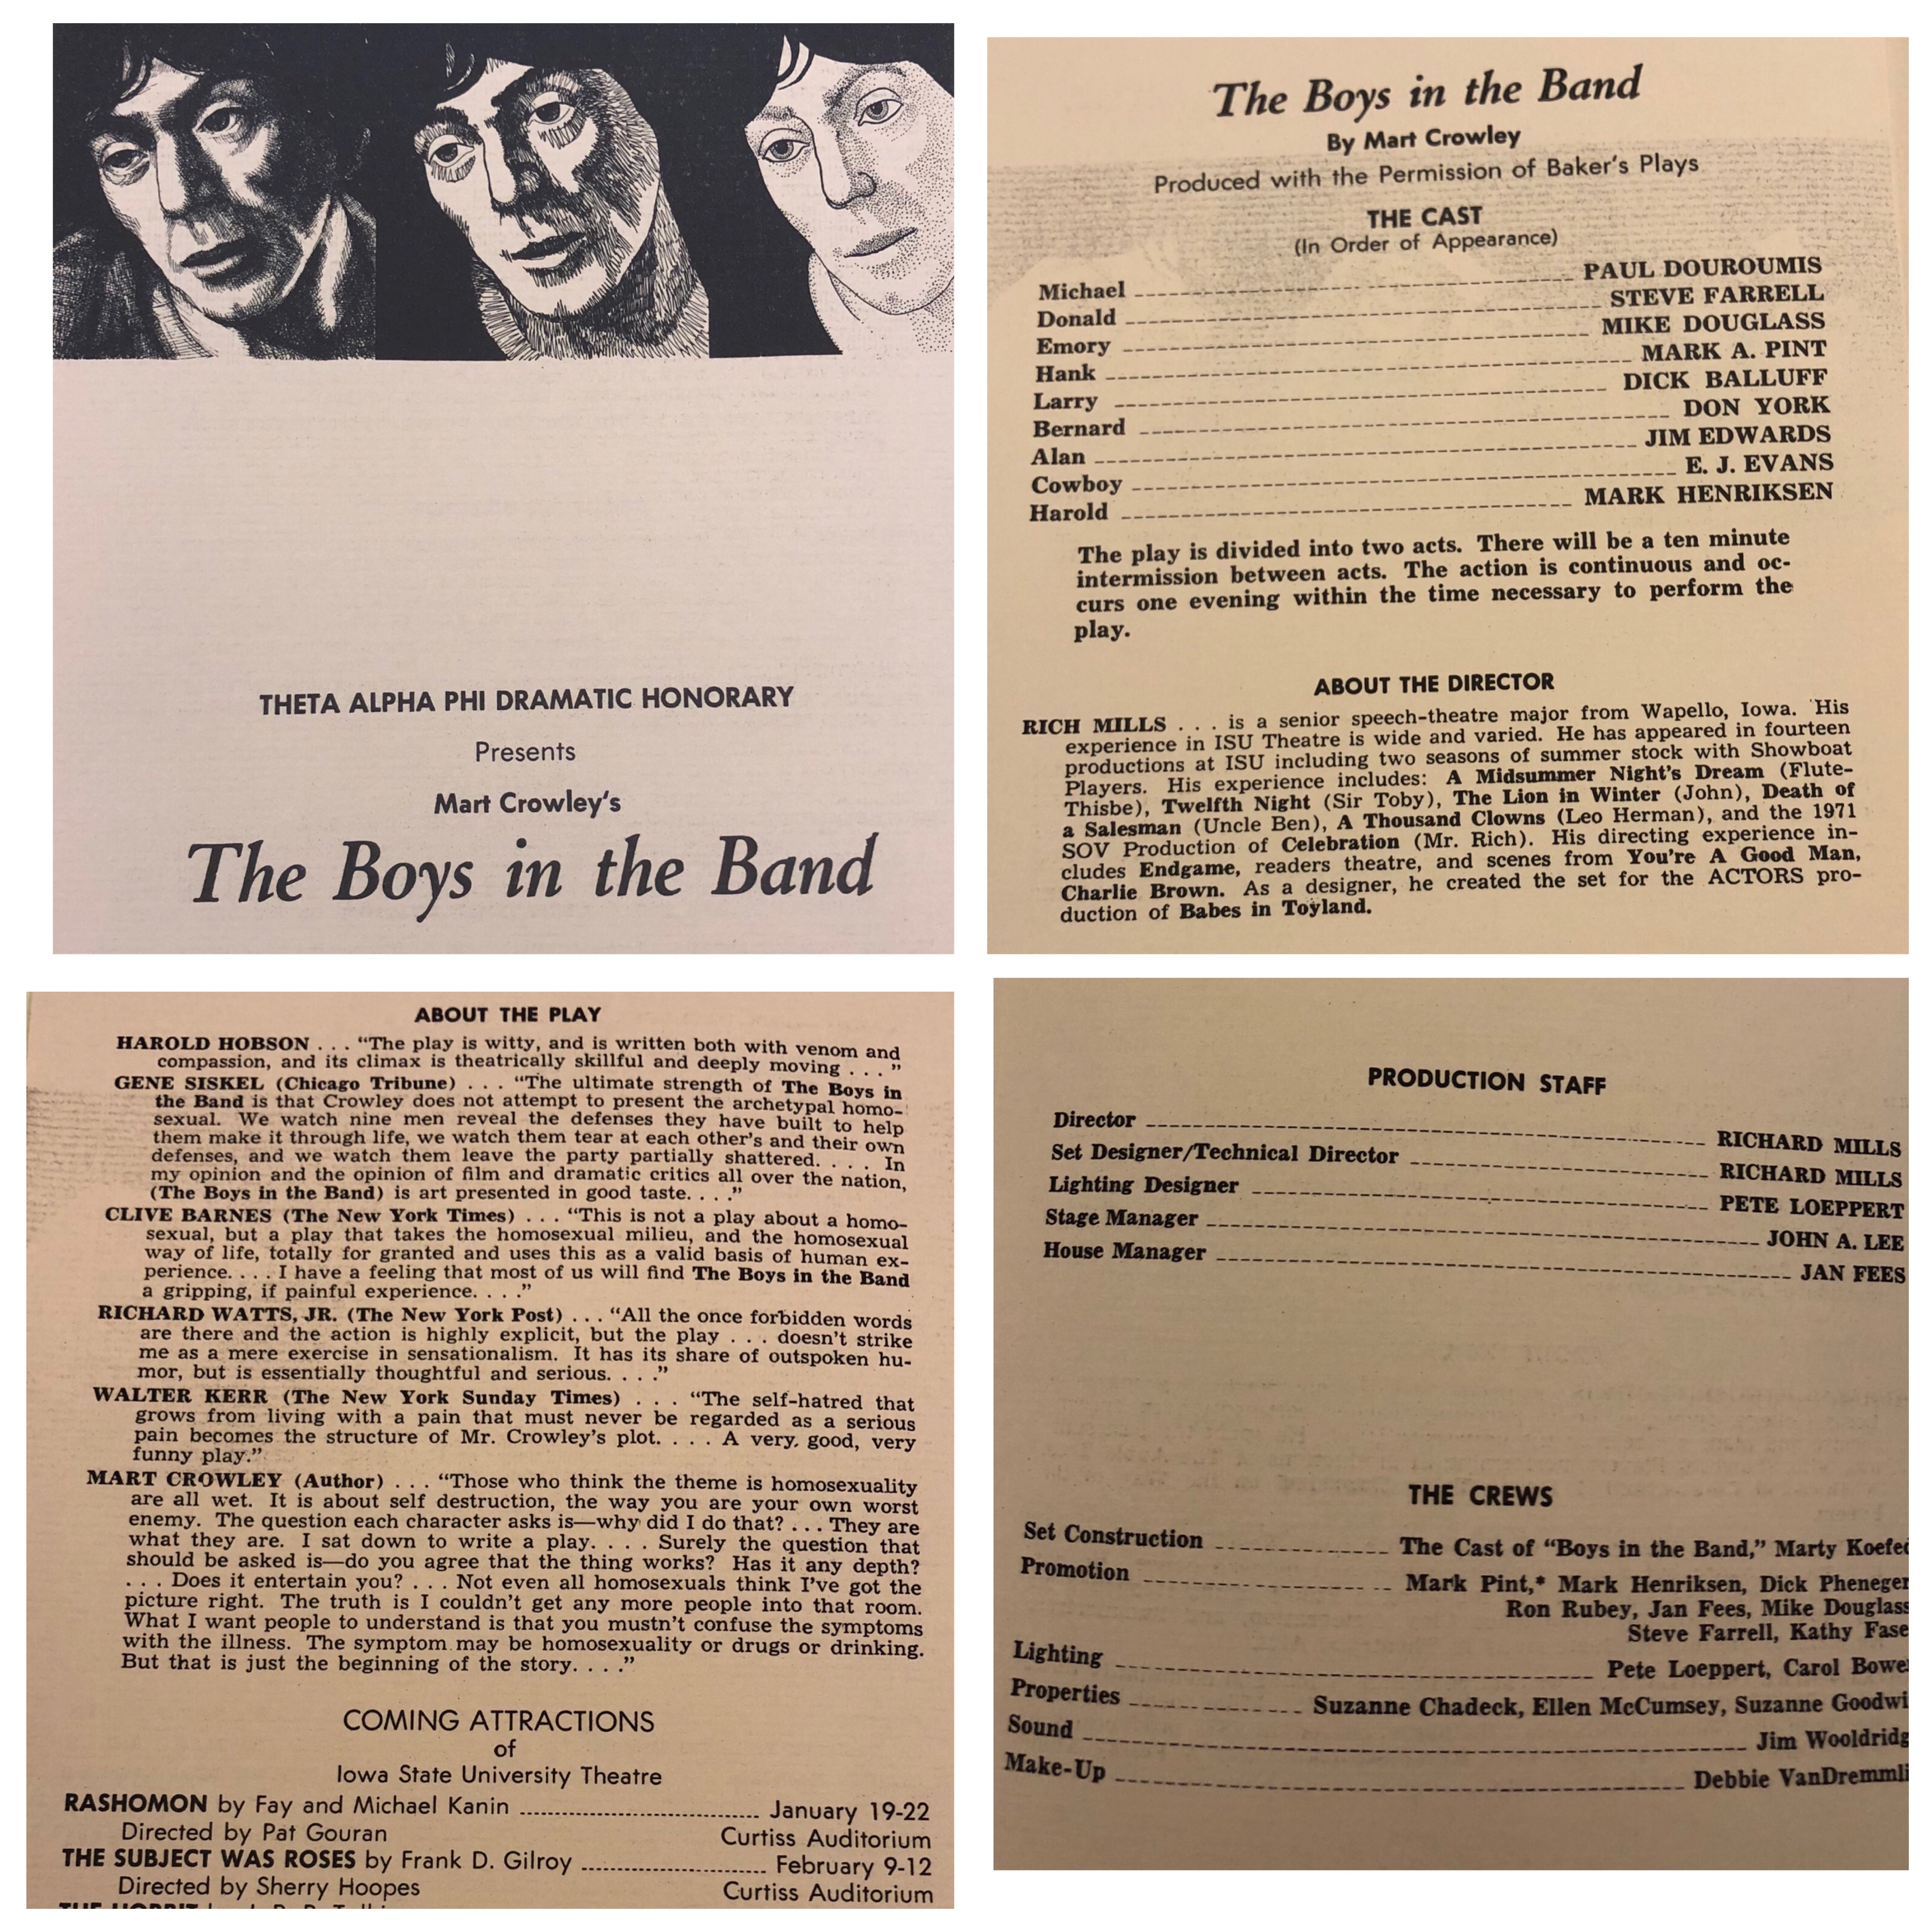 THETA ALPHA PHI DRAMATIC HONORARY
Presents
Mart Crowley's
The Boys in the Band
The Boys in the Band
By Mart Crowley
Produced with the Permission of Baker's Plays
THE CAST
(In Order of Appearance)
Michael PAUL DOUROUMIS
Donald STEVE FARRELL
Emory MIKE DOUGLASS
Hank MARK A. PINT
Larry DICK BALLUFF
Bernard DON YORK
Alan JIM EDWARDS
Cowboy E. J. EVANS
Harold MARK HENRIKSEN
The play is divided into two acts. There will be a ten minute
intermission between acts. The action is continuous and oc-
curs one evening within the time necessary to perform the
play.
ABOUT THE DIRECTOR
RICH MILLS . . . is a senior speech-theatre major from Wapello, Iowa. His
experience in ISU Theatre is wide and varied. He has appeared in fourteen
productions at ISU including two seasons of summer stock with Showboat
Players. His experience includes: A Midsummer Night's Dream (Flute-
Thisbe), Twelfth Night (Sir Toby), The Lion in Winter (John), Death of
a Salesman (Uncle Ben), A Thousand Clowns (Leo Herman), and the 1971
SOV Production of Celebration (Mr. Rich). His directing experience in-
cludes Endgame, readers theatre, and scenes from You're A Good Man,
Charlie Brown. As a designer, he created the set for the ACTORS pro-
duction of Babes in Toyland.
ABOUT THE PLAY
HAROLD HOBSON . . . "The play is witty, and is written both with venom and
compassion, and its climax is theatrically skillful and deeply moving . . ."
GENE SISKEL (Chicago Tribune) . . . "The ultimate strength of The Boys in
the Band is that Crowley does not attempt to present the archetypal homo-
sexual. We watch nine men reveal the defenses they have built to help
them make it through life, we watch them tear at each other's and their own
defenses, and we watch them leave the party partially shattered. . . . In
my opinion and the opinion of film and dramatic critics all over the nation,
(The Boys in the Band) is art presented in good taste. . . ."
CLIVE BARNES (The New York Times) . . . "This is not a play about a homo-
sexual, but a play that takes the homosexual milieu, and the homosexual
way of life, totally for granted and uses this as a valid basis of human ex-
perience. . . . I have a feeling that most of us will find The Boys in the Band
a gripping, if painful experience. . . ."
RICHARD WATTS, JR. (The New York Post) . . . "All the once forbidden words
are there and the action is highly explicit, but the play . . . doesn't strike
me as a mere exercise in sensationalism. It has its share of outspoken hu-
mor, but is essentially thoughtful and serious. . . ."
WALTER KERR (The New York Sunday Times) . . . "The self-hatred that
grows from living with a pain that must never be regarded as a serious
pain becomes the structure of Mr. Crowley's plot. . . . A very. good, very
funny play."
MART CROWLEY (Author) . . . "Those who think the theme is homosexuality
are all wet. It is about self destruction, the way you are your own worst
enemy. The question each character asks is—why did I do that? . . . They are
what they are. I sat down to write a play. . . . Surely the question that
should be asked is—do you agree that the thing works? Has it any depth?
. . . Does it entertain you? . . . Not even all homosexuals think I've got the
picture right. The truth is I couldn't get any more people into that room.
What I want people to understand is that you mustn't confuse the symptoms
with the illness. The symptom may be homosexuality or drugs or drinking.
But that is just the beginning of the story. . . ."
COMING ATTRACTIONS
of
Iowa State University Theatre
RASHOMON by Fay and Michael Kanin January 19-22
Directed by Pat Gouran Curtiss Auditorium
THE SUBJECT WAS ROSES by Frank D. Gilroy February 9-12
Directed by Sherry Hoopes Curtiss Auditorium
PRODUCTION STAFF
Director RICHARD MILLS
Set Designer/Technical Director RICHARD MILLS
Lighting Designer PETE LOEPPERT
Stage Manager JOHN A. LEE
House Manager JAN FEES
THE CREWS
Set Construction The Cast of "Boys in the Band," Marty
Promotion Mark Pint,* Mark Henriksen, Dick Pheneger
Ron Rubey, Jan Fees, Mike Douglass
Steve Farrell, Kathy
Lighting Pete Loeppert, Carol
Properties Suzanne Chadeck, Ellen McCumsey, Suzanne
Sound Jim
Make-Up Debbie